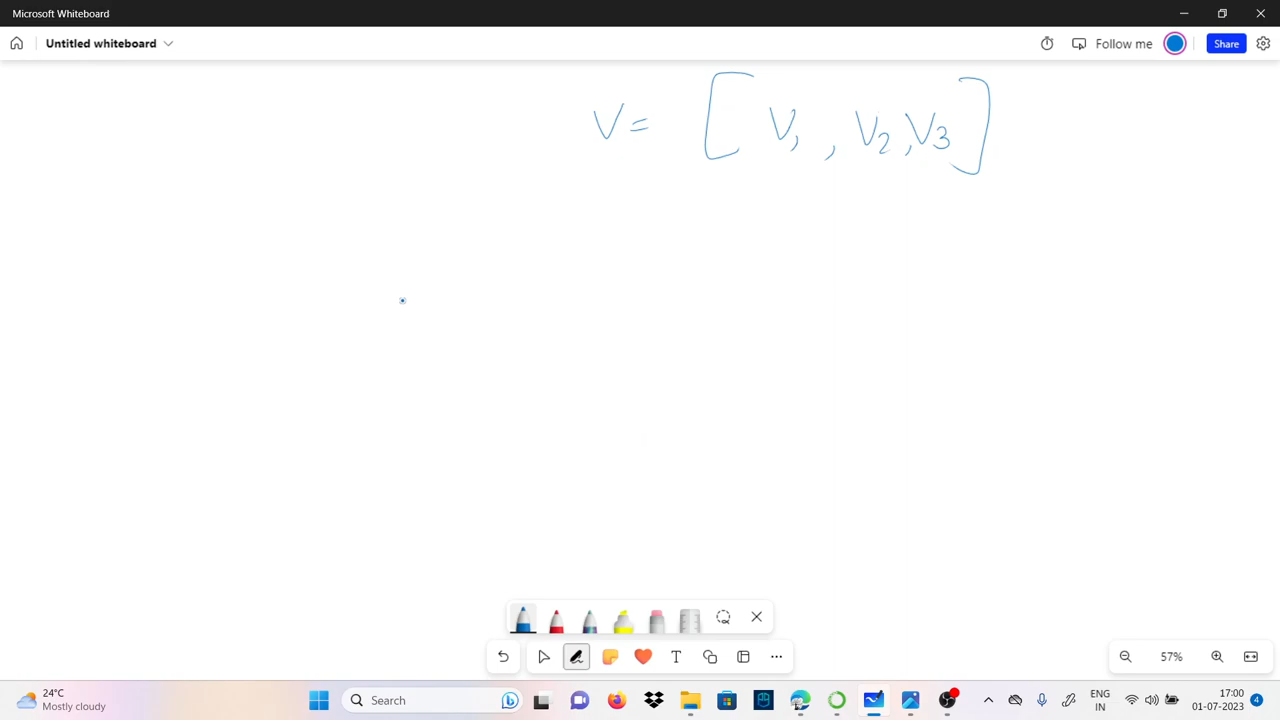 Microsoft Whiteboard
Untitled whiteboard
Follow me
Share
V = [ V1 , V2 , V3 ]
57%
24°C
Mostly cloudy
Search
ENG
IN
17:00
01-07-2023
4